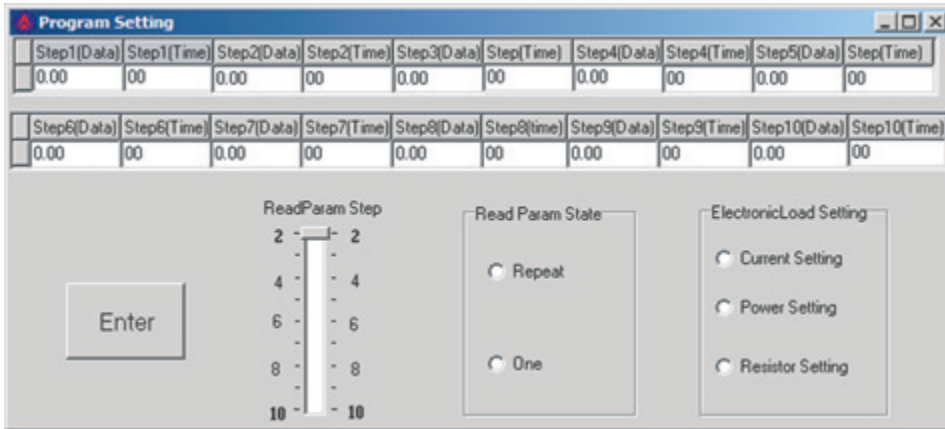 Program Setting
Step1(Data) Step1(Time) Step2(Data) Step2(Time) Step3(Data) Step(Time) Step4(Data) Step4(Time) Step5(Data) Step(Time)
0.00 00 0.00 00 0.00 00 0.00 00 0.00 00
Step6(Data) Step6(Time) Step7(Data) Step7(Time) Step8(Data) Step8(time) Step9(Data) Step9(Time) Step10(Data) Step10(Time)
0.00 00 0.00 00 0.00 00 0.00 00 0.00 00
ReadParam Step
Read Param State
ElectronicLoad Setting
2 2
4 4
6 6
8 8
10 10
Enter
Repeat
One
Current Setting
Power Setting
Resistor Setting